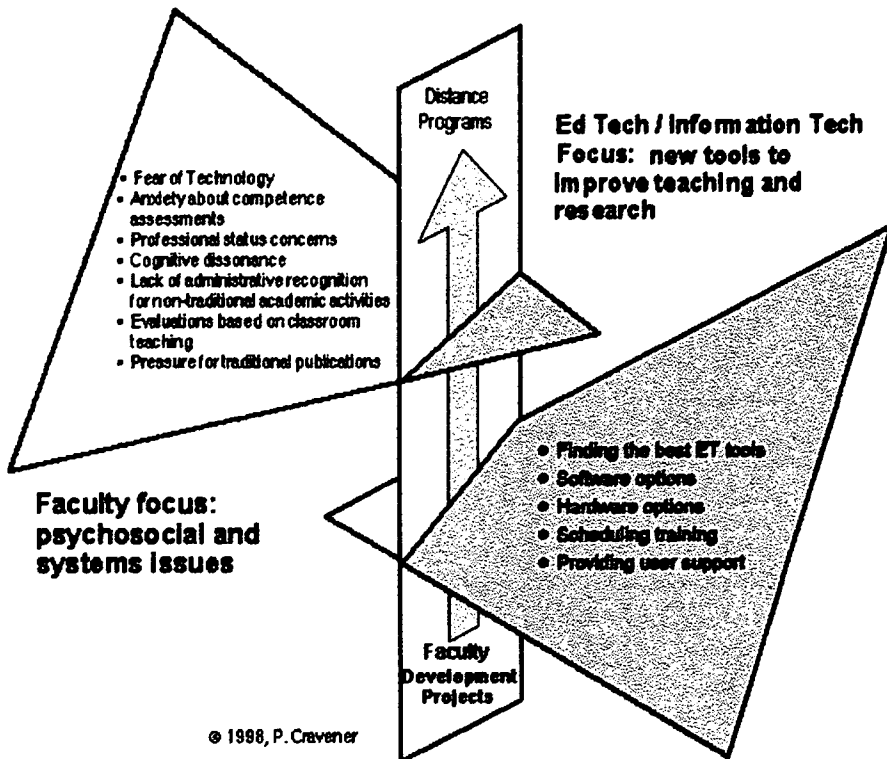 Distance
Programs
Ed Tech / Information Tech
Focus: new tools to
improve teaching and
research
• Fear of Technology
• Anxiety about competence
assessments
• Professional status concerns
• Cognitive dissonance
• Lack of administrative recognition
for non-traditional academic activities
• Evaluations based on classroom
teaching
• Pressure for traditional publications
• Finding the best ET tools
• Software options
• Hardware options
• Scheduling training
• Providing user support
Faculty focus:
psychosocial and
systems issues
Faculty
Development
Projects
© 1998, P. Cravener